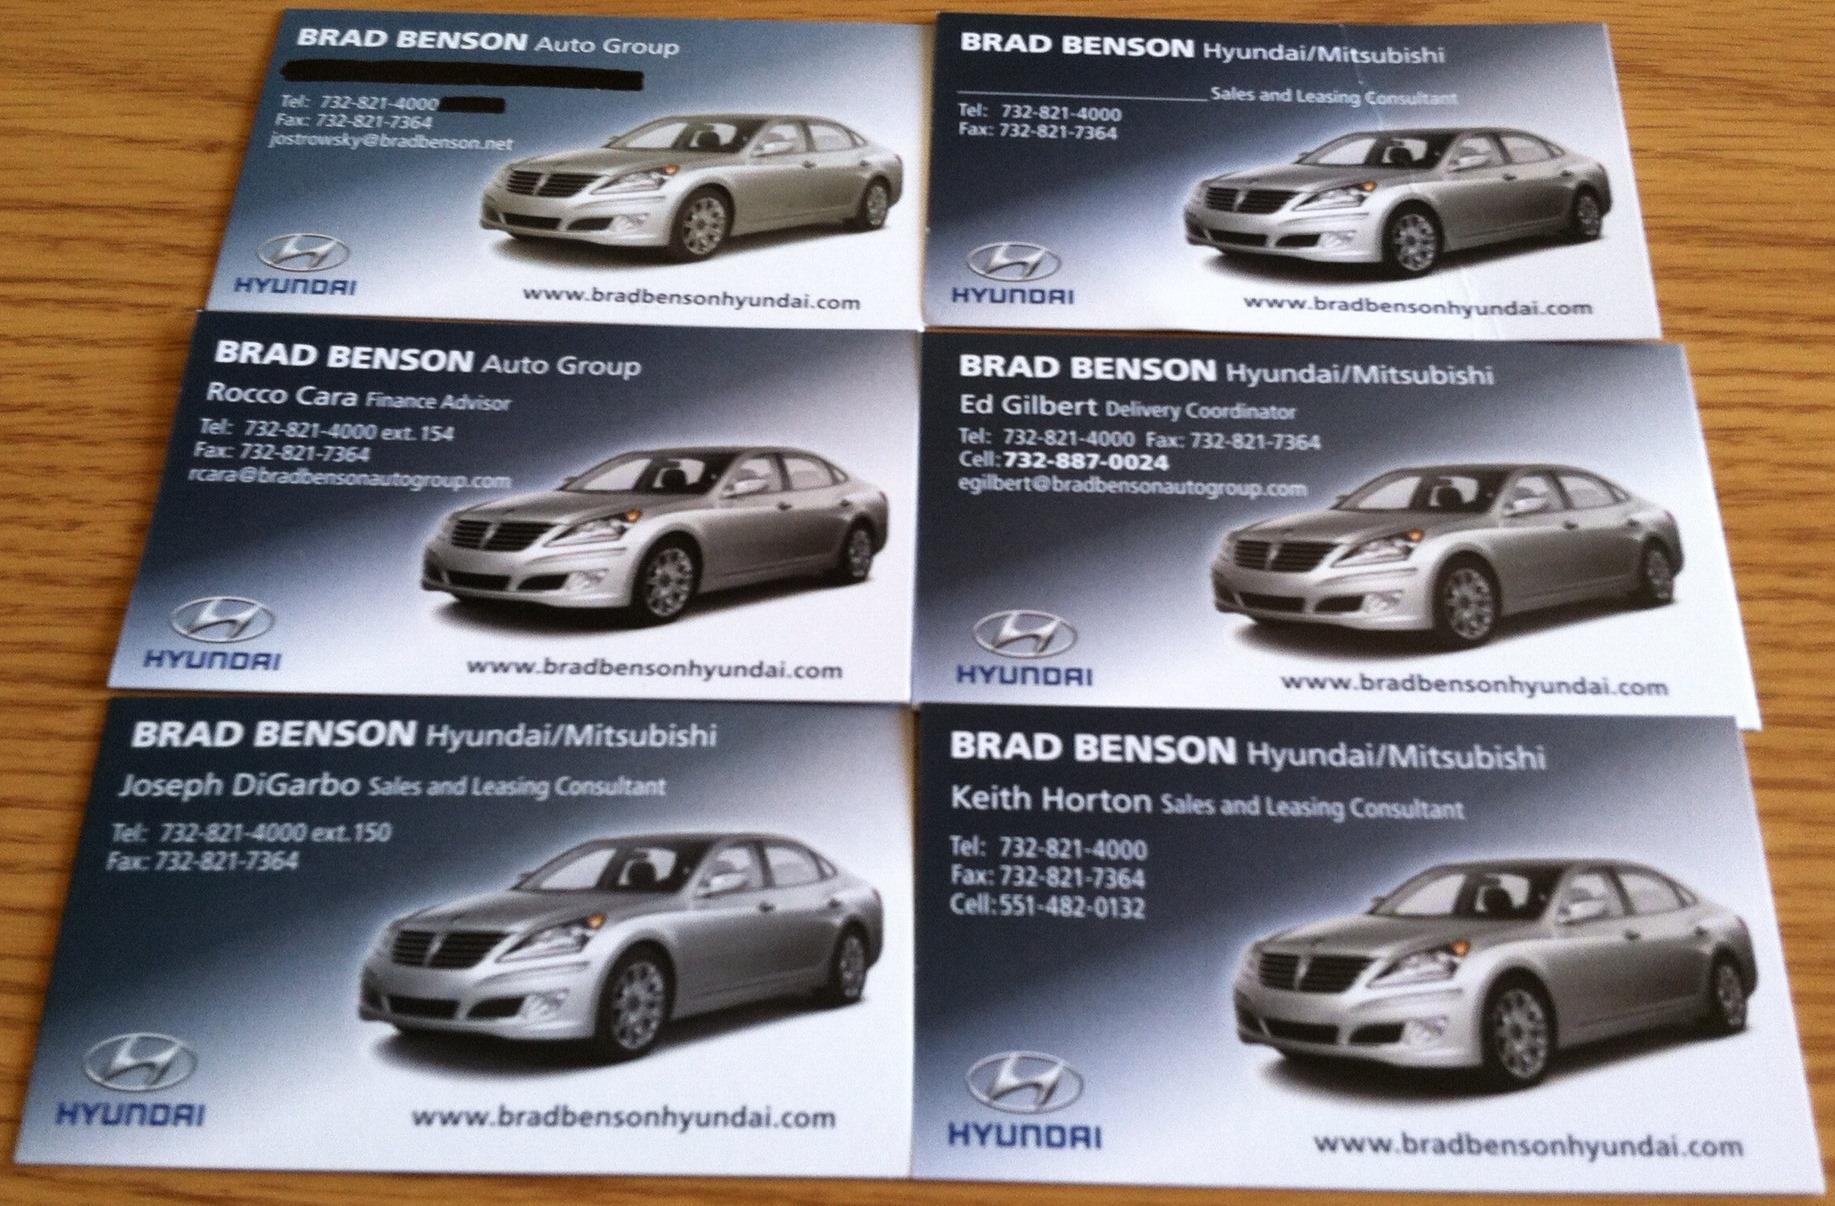 BRAD BENSON Auto Group
Tel: 732-821-4000
Fax: 732-821-7364
jostrowsky@bradbenson.net
HYUNDAI
www.bradbensonhyundai.com
BRAD BENSON Hyundai/Mitsubishi
Sales and Leasing Consultant
Tel: 732-821-4000
Fax: 732-821-7364
HYUNDAI
www.bradbensonhyundai.com
BRAD BENSON Auto Group
Rocco Cara Finance Advisor
Tel: 732-821-4000 ext. 154
Fax: 732-821-7364
rcara@bradbensonautogroup.com
HYUNDAI
www.bradbensonhyundai.com
BRAD BENSON Hyundai/Mitsubishi
Ed Gilbert Delivery Coordinator
Tel: 732-821-4000 Fax: 732-821-7364
Cell: 732-887-0024
egilbert@bradbensonautogroup.com
HYUNDAI
www.bradbensonhyundai.com
BRAD BENSON Hyundai/Mitsubishi
Joseph DiGarbo Sales and Leasing Consultant
Tel: 732-821-4000 ext. 150
Fax: 732-821-7364
HYUNDAI
www.bradbensonhyundai.com
BRAD BENSON Hyundai/Mitsubishi
Keith Horton Sales and Leasing Consultant
Tel: 732-821-4000
Fax: 732-821-7364
Cell: 551-482-0132
HYUNDAI
www.bradbensonhyundai.com